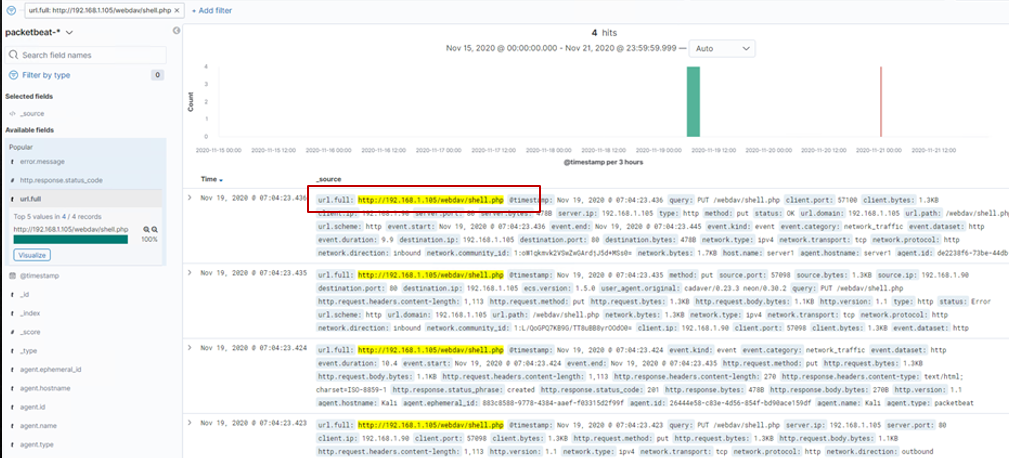 url.full: http://192.168.1.105/webdav/shell.php ×
+ Add filter
packetbeat-*
Search field names
Filter by type 0
Selected fields
</> _source
Available fields
Popular
t error.message
# http.response.status_code
t url.full
Top 5 values in 4 / 4 records
http://192.168.1.105/webdav/shell.php
100%
Visualize
@timestamp
t _id
t _index
# _score
t _type
t agent.ephemeral_id
t agent.hostname
t agent.id
t agent.name
t agent.type
4 hits
Nov 15, 2020 @ 00:00:00.000 - Nov 21, 2020 @ 23:59:59.999 — Auto
Count
4
3
2
1
0
2020-11-15 00:00 2020-11-15 12:00 2020-11-16 00:00 2020-11-16 12:00 2020-11-17 00:00 2020-11-17 12:00 2020-11-18 00:00 2020-11-18 12:00 2020-11-19 00:00 2020-11-19 12:00 2020-11-20 00:00 2020-11-20 12:00 2020-11-21 00:00 2020-11-21 12:00
@timestamp per 3 hours
Time _source
Nov 19, 2020 @ 07:04:23.436
url.full: http://192.168.1.105/webdav/shell.php @timestamp: Nov 19, 2020 @ 07:04:23.436 query: PUT /webdav/shell.php client.port: 57100 client.bytes: 1.3KB
client.ip: 192.168.1.90 server.port: 80 server.bytes: 478B server.ip: 192.168.1.105 type: http method: put status: OK url.domain: 192.168.1.105 url.path: /webdav/shell.php
url.scheme: http event.start: Nov 19, 2020 @ 07:04:23.436 event.end: Nov 19, 2020 @ 07:04:23.445 event.kind: event event.category: network_traffic event.dataset: http
event.duration: 9.9 destination.ip: 192.168.1.105 destination.port: 80 destination.bytes: 478B network.type: ipv4 network.transport: tcp network.protocol: http
network.direction: inbound network.community_id: network.bytes: 1.7KB host.name: server1 agent.hostname: server1 agent.id: de2238f6-73be-44db
Nov 19, 2020 @ 07:04:23.435
url.full: http://192.168.1.105/webdav/shell.php @timestamp: Nov 19, 2020 @ 07:04:23.435 method: put source.port: 57098 source.bytes: 1.3KB source.ip: 192.168.1.90
destination.port: 80 destination.ip: 192.168.1.105 ecs.version: 1.5.0 user_agent.original: cadaver/0.23.3 neon/0.30.2 query: PUT /webdav/shell.php
http.request.headers.content-length: 1,113 http.request.method: put http.request.bytes: 1.3KB http.request.body.bytes: 1.1KB http.version: 1.1 type: http status: Error
url.scheme: http url.domain: 192.168.1.105 url.path: /webdav/shell.php network.bytes: 1.3KB network.type: ipv4 network.transport: tcp network.protocol: http
network.direction: inbound network.community_id: client.ip: 192.168.1.90 client.port: 57098 client.bytes: 1.3KB event.dataset: http
Nov 19, 2020 @ 07:04:23.424
url.full: http://192.168.1.105/webdav/shell.php @timestamp: Nov 19, 2020 @ 07:04:23.424 event.kind: event event.category: network_traffic event.dataset: http
event.duration: 10.4 event.start: Nov 19, 2020 @ 07:04:23.424 event.end: Nov 19, 2020 @ 07:04:23.435 http.request.method: put http.request.bytes: 1.3KB
http.request.body.bytes: 1.1KB http.request.headers.content-length: 1,113 http.response.headers.content-length: 270 http.response.headers.content-type: text/html;
charset=ISO-8859-1 http.response.status_phrase: created http.response.status_code: 201 http.response.bytes: 478B http.response.body.bytes: 270B http.version: 1.1
agent.hostname: Kali agent.ephemeral_id: 883c8588-9778-4384-aaef-f03315d2f99f agent.id: 26444e58-c83e-4d56-854f-bd90ace159df agent.name: Kali agent.type: packetbeat
Nov 19, 2020 @ 07:04:23.423
url.full: http://192.168.1.105/webdav/shell.php @timestamp: Nov 19, 2020 @ 07:04:23.423 query: PUT /webdav/shell.php server.ip: 192.168.1.105 server.port: 80
client.ip: 192.168.1.90 client.port: 57098 client.bytes: 1.3KB http.request.method: put http.request.bytes: 1.3KB http.request.body.bytes: 1.1KB
http.request.headers.content-length: 1,113 http.version: 1.1 network.type: ipv4 network.transport: tcp network.protocol: http network.direction: outbound